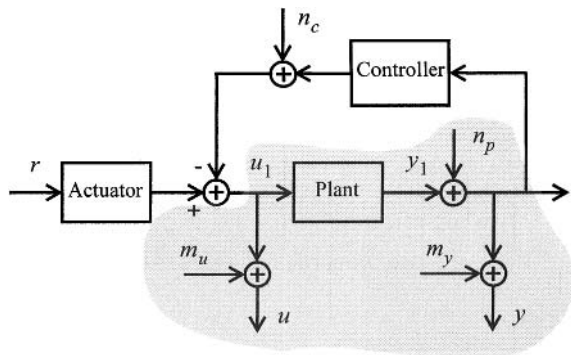 n_c
Controller
n_p
r
Actuator
-
+
u_1
Plant
y_1
m_u
m_y
u
y